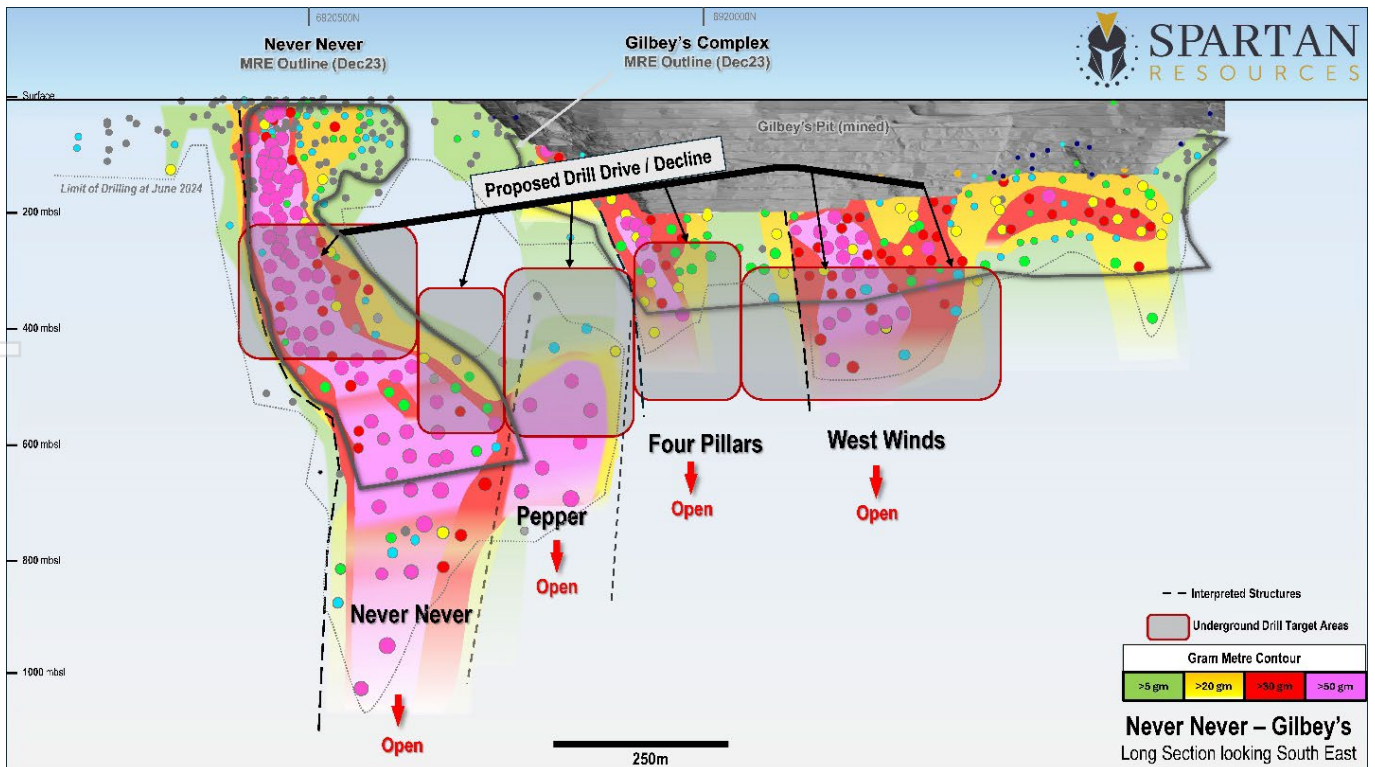 6820500N
6920000N
Never Never
MRE Outline (Dec23)
Gilbey's Complex
MRE Outline (Dec23)
SPARTAN
RESOURCES
Surface
Gilbey's Pit (mined)
Proposed Drill Drive / Decline
Limit of Drilling at June 2024
200 mbsl
400 mbsl
600 mbsl
800 mbsl
1000 mbsl
Four Pillars
Open
West Winds
Open
Pepper
Open
Never Never
Open
250m
Interpreted Structures
Underground Drill Target Areas
Gram Metre Contour
>5 gm >20 gm >30 gm >50 gm
Never Never – Gilbey's
Long Section looking South East